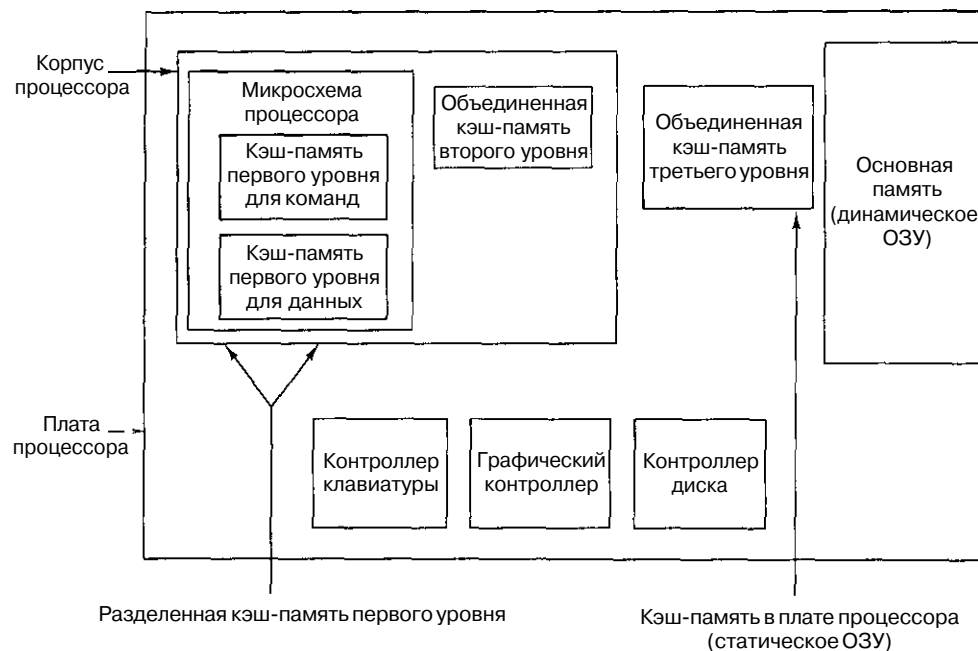 Корпус
процессора
Микросхема
процессора
Кэш-память
первого уровня
для команд
Кэш-память
первого уровня
для данных
Объединенная
кэш-память
второго уровня
Объединенная
кэш-память
третьего уровня
Основная
память
(динамическое
ОЗУ)
Плата
процессора
Контроллер
клавиатуры
Графический
контроллер
Контроллер
диска
Разделенная кэш-память первого уровня
Кэш-память в плате процессора
(статическое ОЗУ)